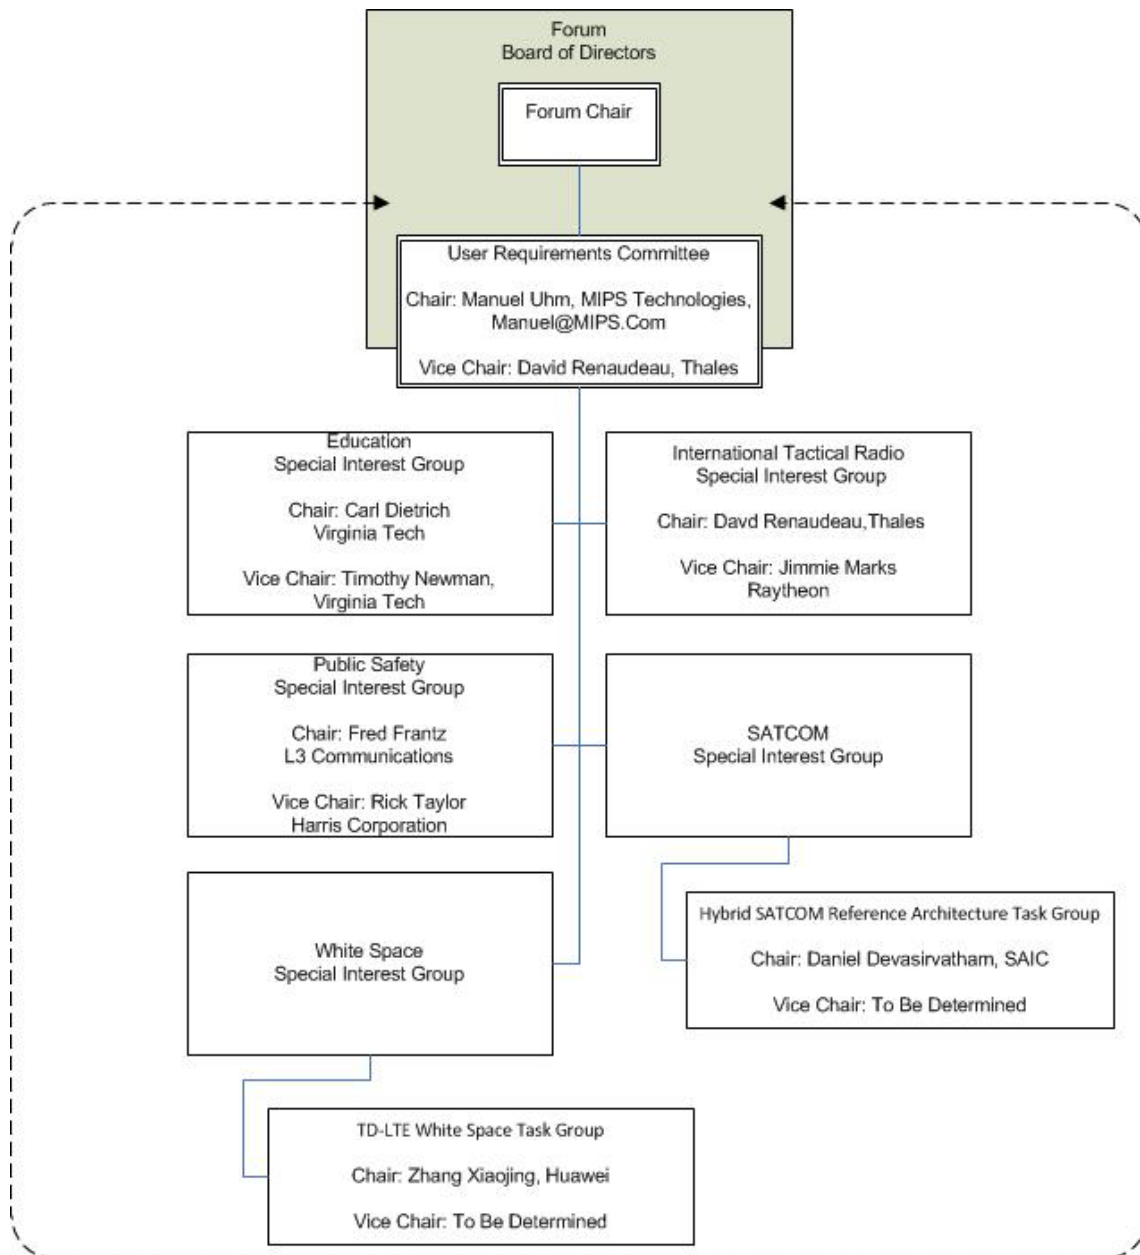 Forum
Board of Directors
Forum Chair
User Requirements Committee
Chair: Manuel Uhm, MIPS Technologies,
Manuel@MIPS.Com
Vice Chair: David Renaudeau, Thales
Education
Special Interest Group
Chair: Carl Dietrich
Virginia Tech
Vice Chair: Timothy Newman,
Virginia Tech
International Tactical Radio
Special Interest Group
Chair: Davd Renaudeau,Thales
Vice Chair: Jimmie Marks
Raytheon
Public Safety
Special Interest Group
Chair: Fred Frantz
L3 Communications
Vice Chair: Rick Taylor
Harris Corporation
SATCOM
Special Interest Group
White Space
Special Interest Group
Hybrid SATCOM Reference Architecture Task Group
Chair: Daniel Devasirvatham, SAIC
Vice Chair: To Be Determined
TD-LTE White Space Task Group
Chair: Zhang Xiaojing, Huawei
Vice Chair: To Be Determined